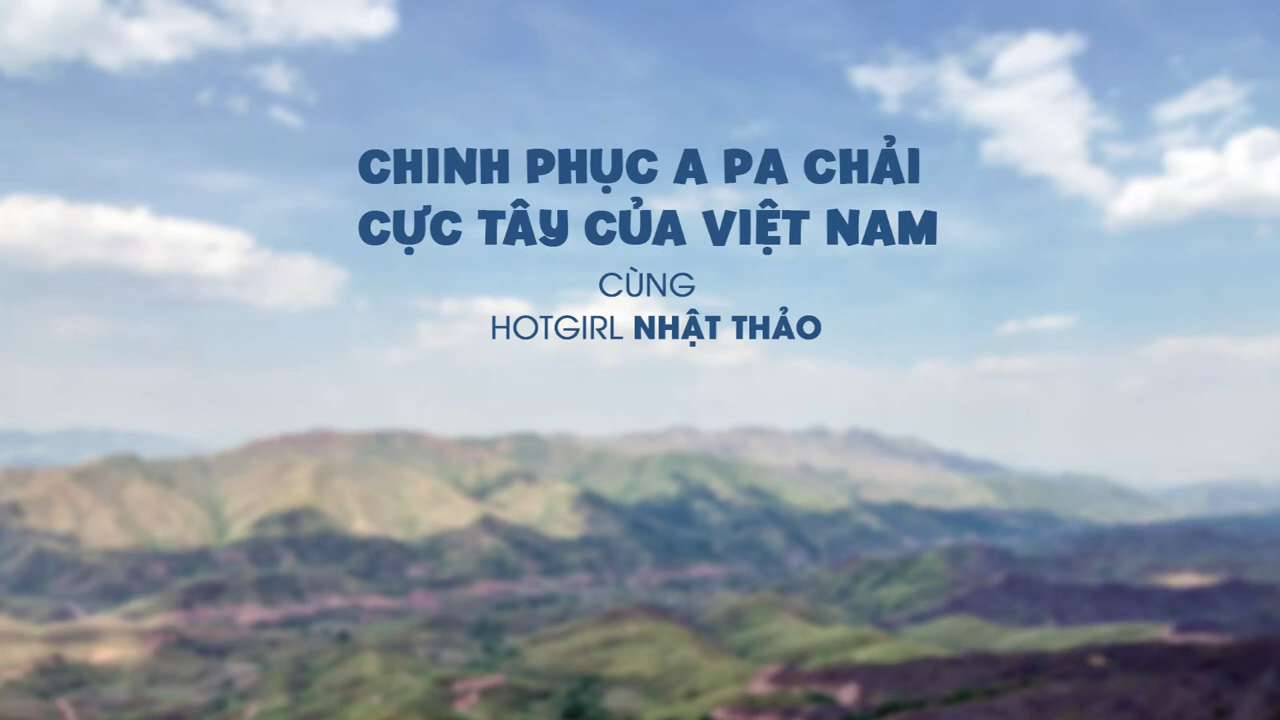 CHINH PHỤC A PA CHẢI
CỰC TÂY CỦA VIỆT NAM
CÙNG
HOTGIRL NHẬT THẢO